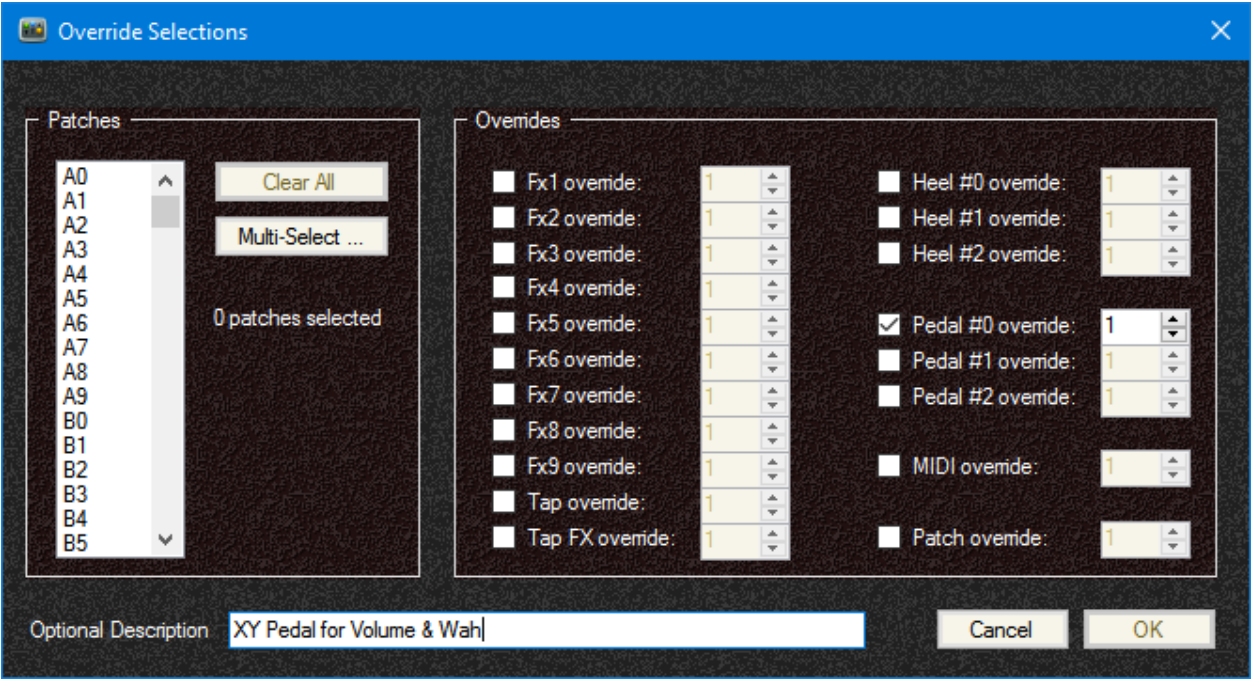 Override Selections
Patches
A0
A1
A2
A3
A4
A5
A6
A7
A8
A9
B0
B1
B2
B3
B4
B5
Clear All
Multi-Select ...
0 patches selected
Overrides
Fx1 override: 1
Fx2 override: 1
Fx3 override: 1
Fx4 override: 1
Fx5 override: 1
Fx6 override: 1
Fx7 override: 1
Fx8 override: 1
Fx9 override: 1
Tap override: 1
Tap FX override: 1
Heel #0 override: 1
Heel #1 override: 1
Heel #2 override: 1
Pedal #0 override: 1
Pedal #1 override: 1
Pedal #2 override: 1
MIDI override: 1
Patch override: 1
Optional Description XY Pedal for Volume & Wah
Cancel
OK